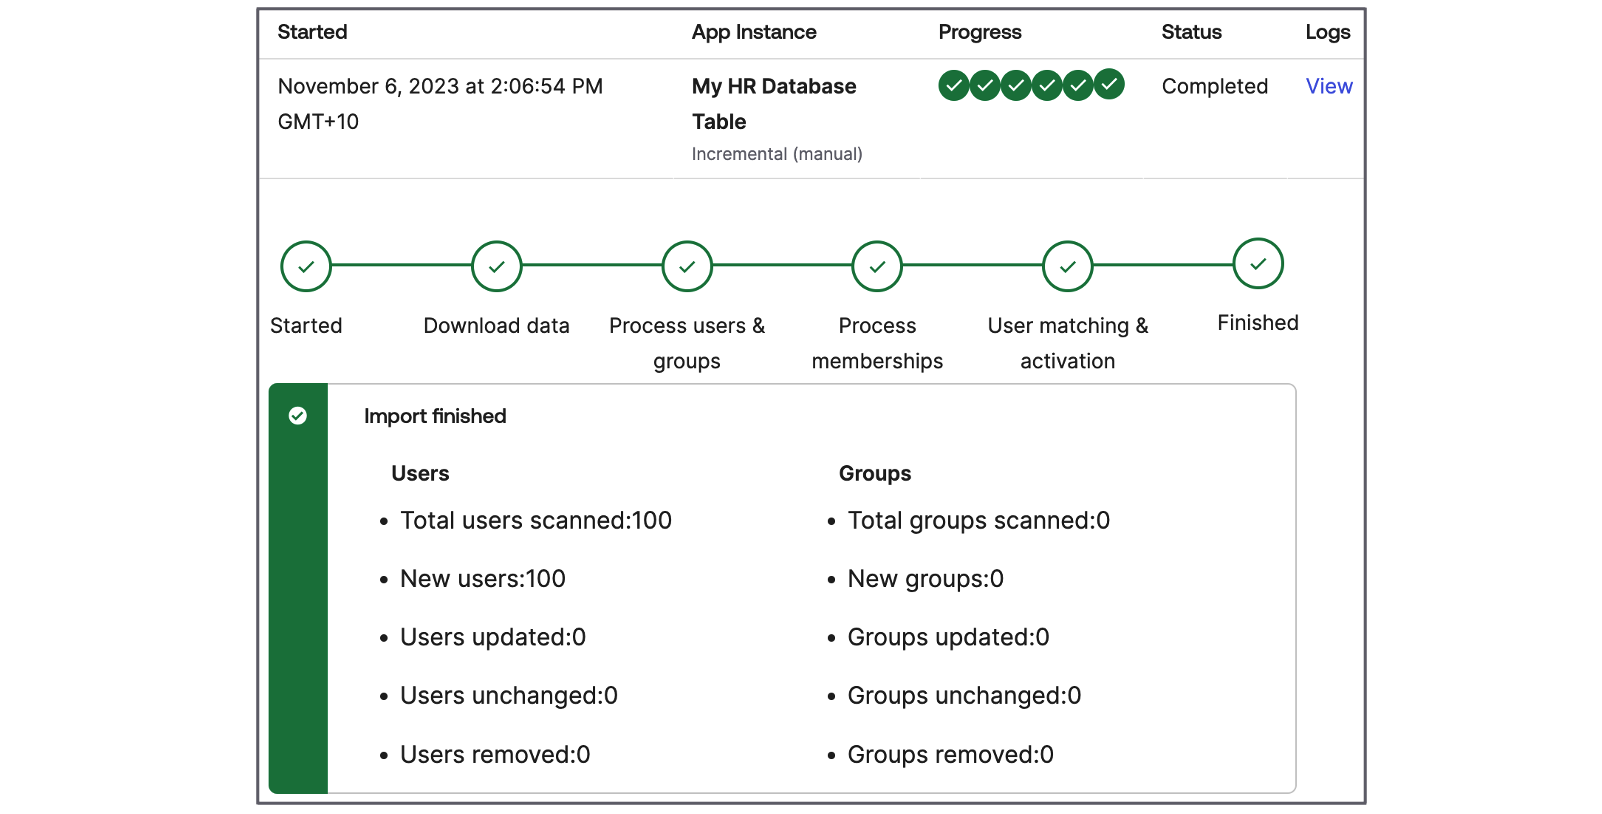 Started App Instance Progress Status Logs
November 6, 2023 at 2:06:54 PM My HR Database Completed View
GMT+10 Table
Incremental (manual)
Started Download data Process users & Process User matching & Finished
groups memberships activation
Import finished
Users Groups
• Total users scanned:100 • Total groups scanned:0
• New users:100 • New groups:0
• Users updated:0 • Groups updated:0
• Users unchanged:0 • Groups unchanged:0
• Users removed:0 • Groups removed:0